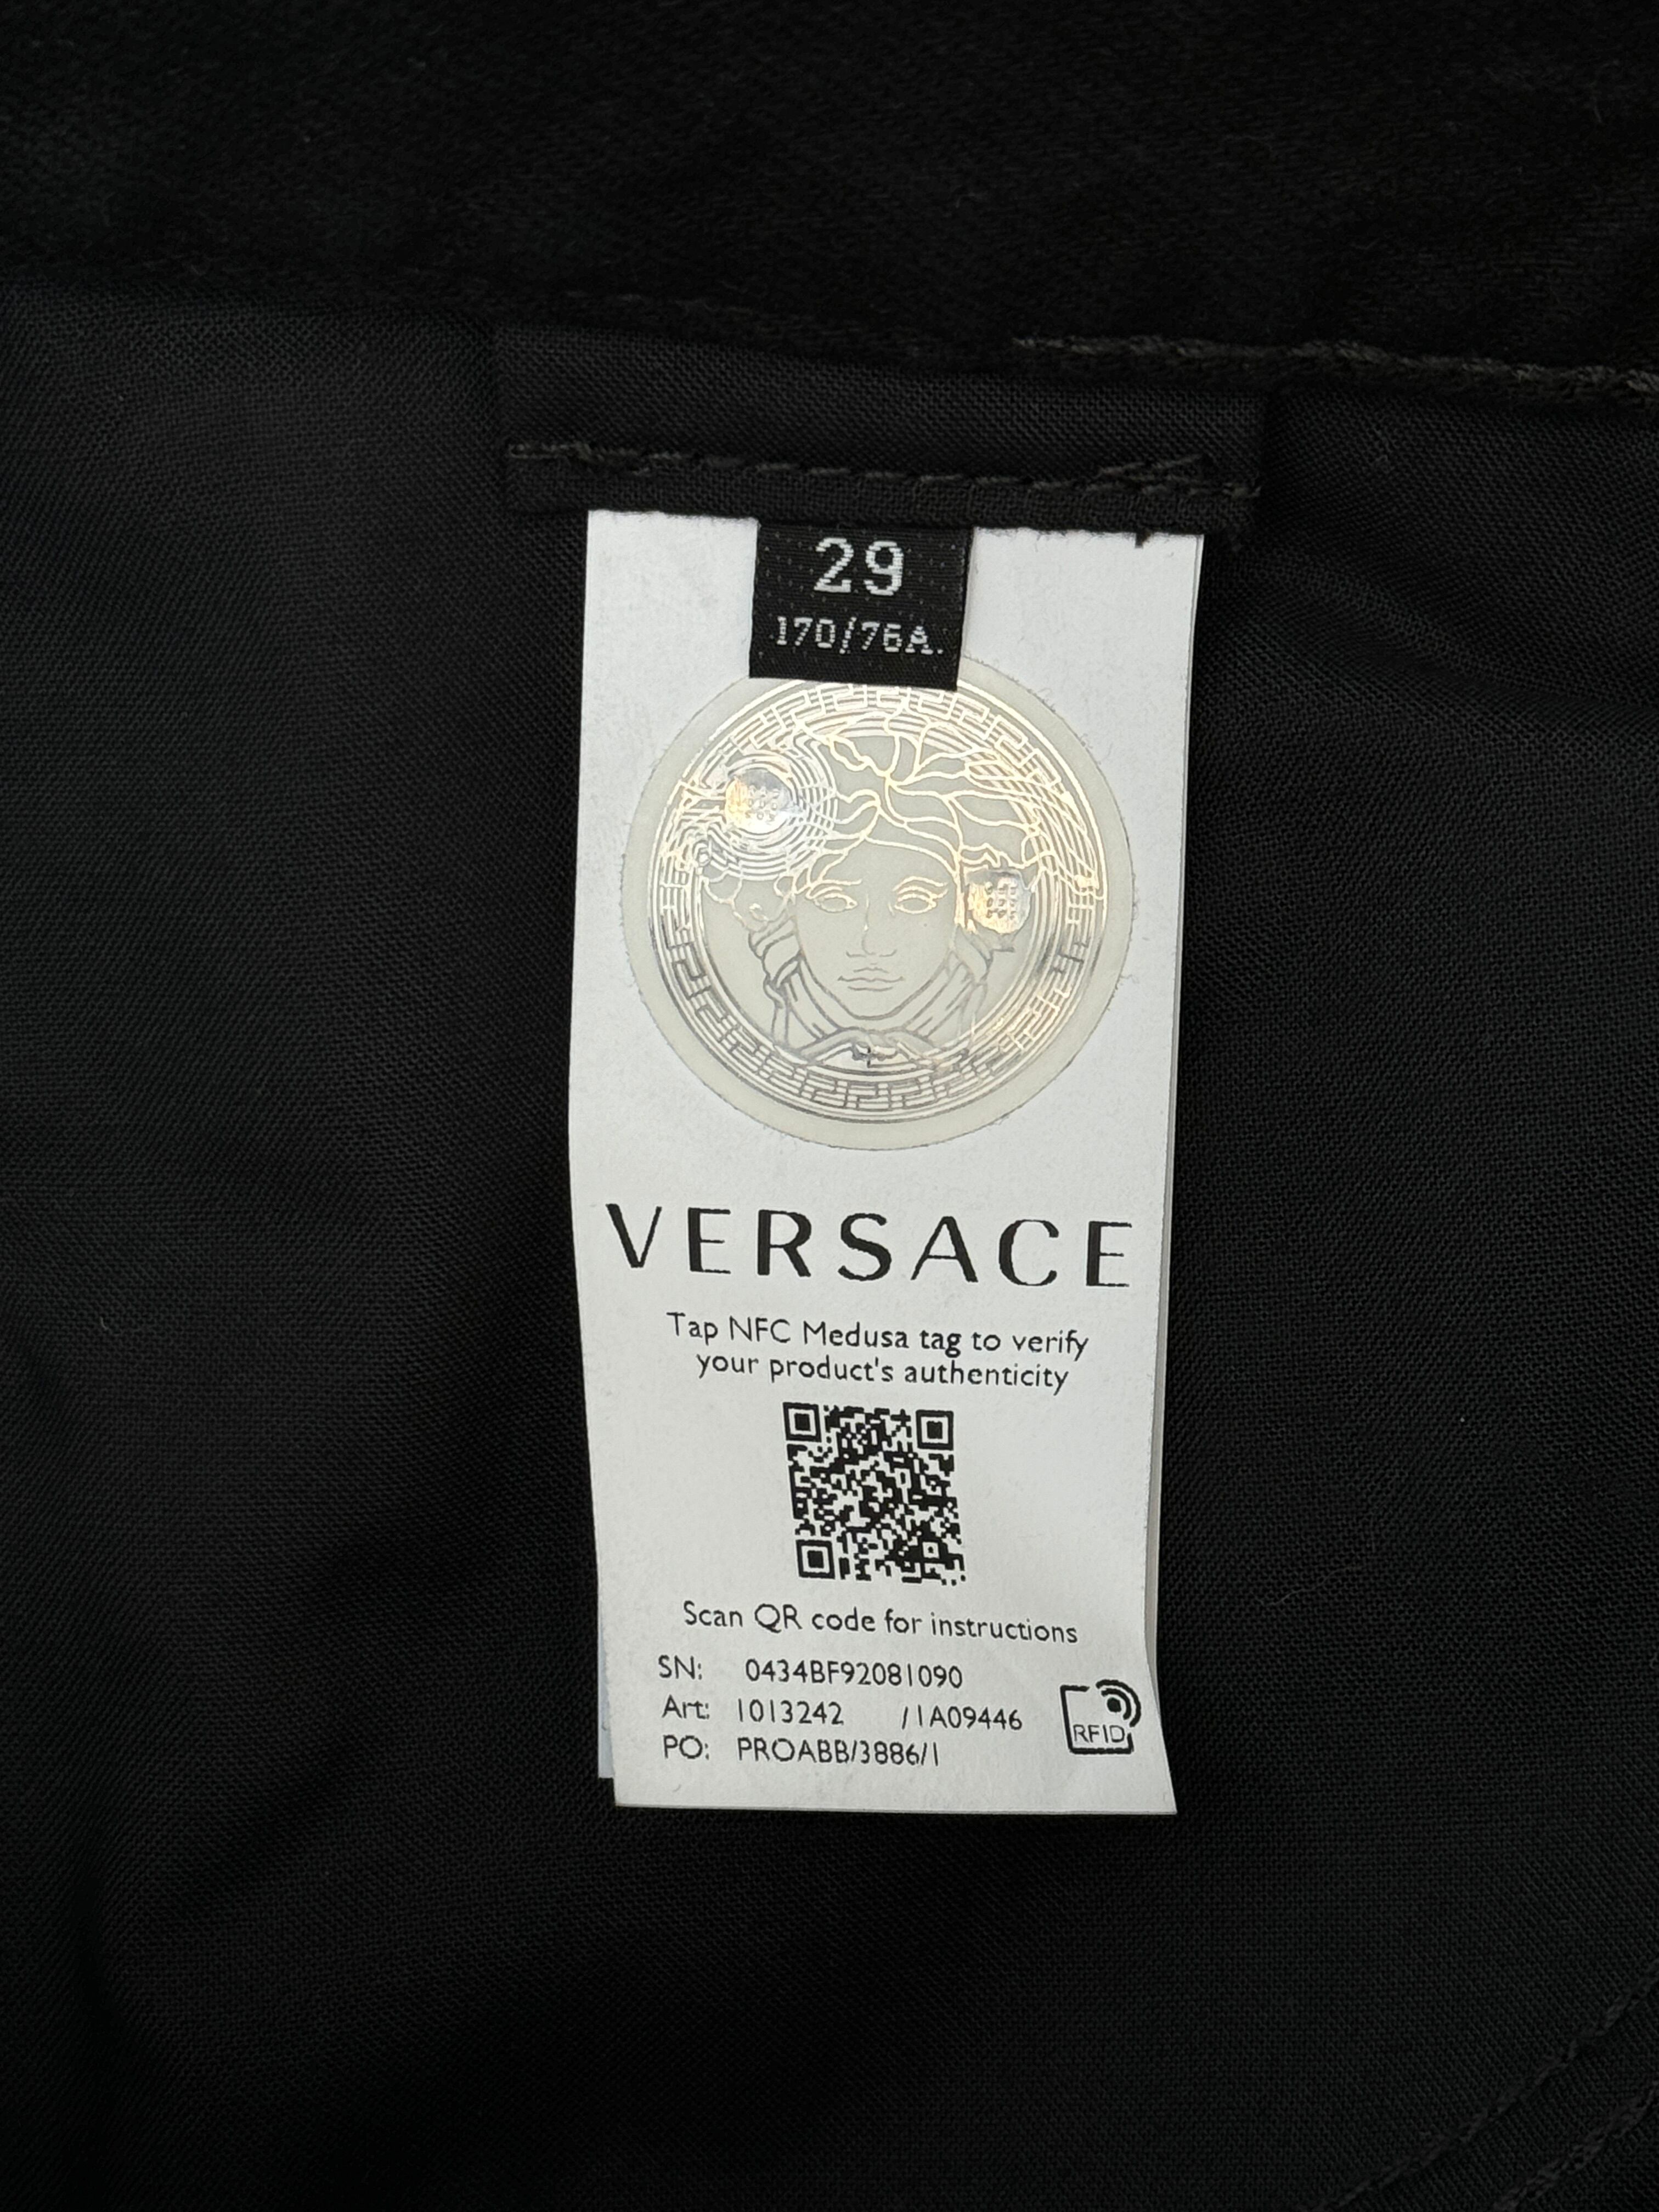 29
170/76A.
VERSACE
Tap NFC Medusa tag to verify
your product's authenticity
Scan QR code for instructions
SN: 0434BF92081090
Art: 1013242 /1A09446
PO: PROABB/3886/1
RFID